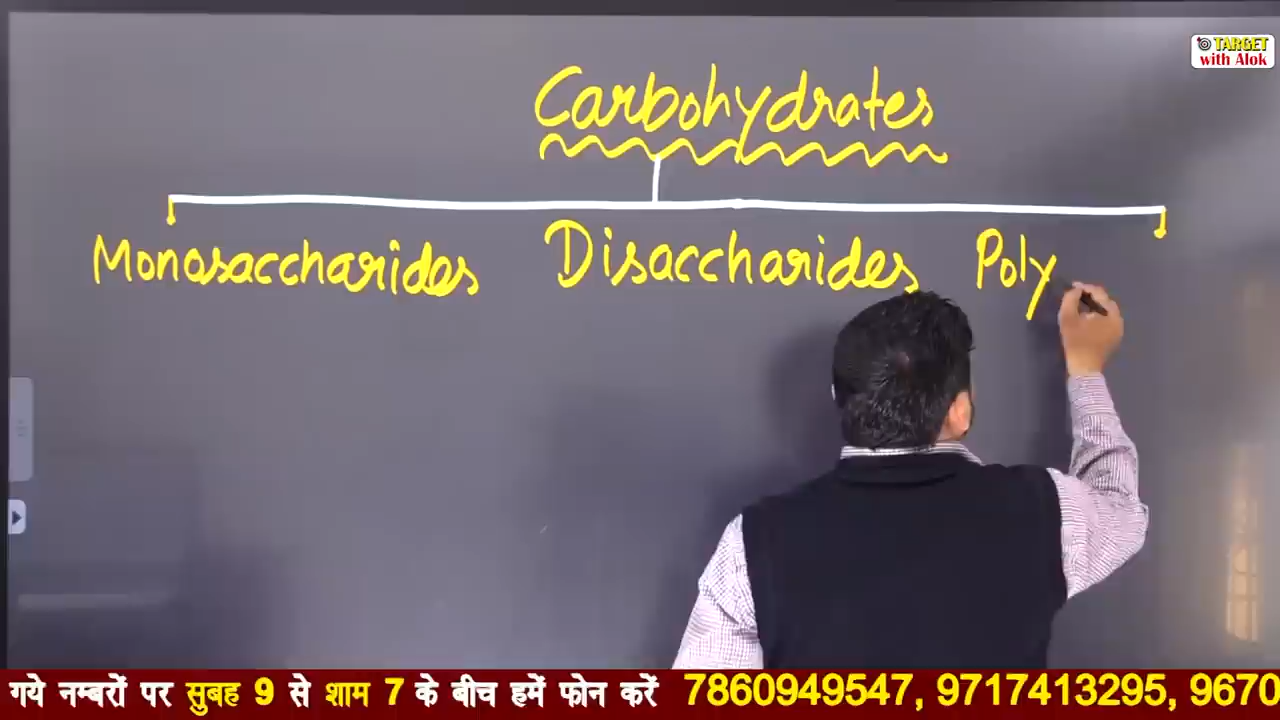 TARGET
with Alok
Carbohydrates
Monosaccharides Disaccharides Poly
गये नम्बरों पर सुबह 9 से शाम 7 के बीच हमें फोन करें 7860949547, 9717413295, 9670